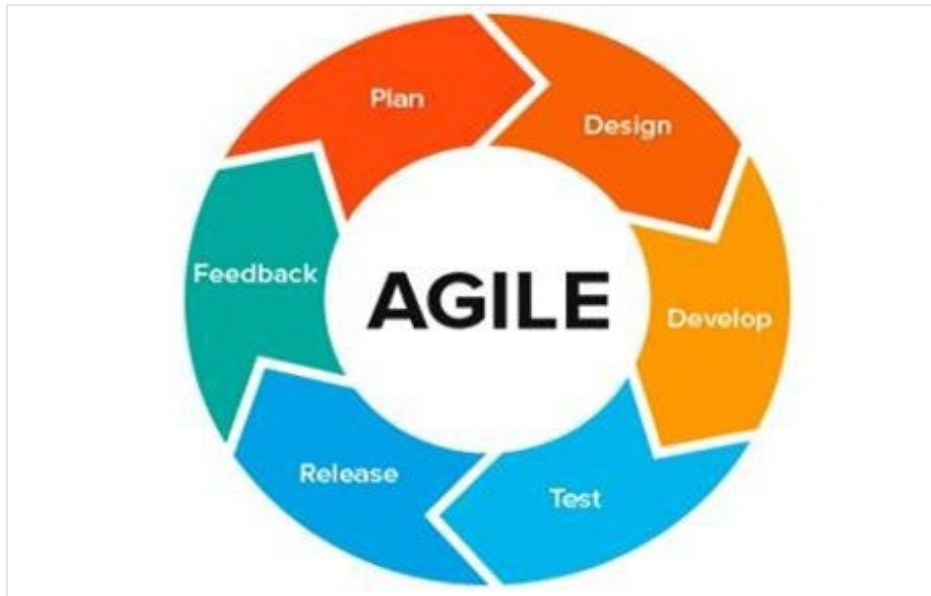 Plan
Design
Feedback
AGILE
Develop
Release
Test